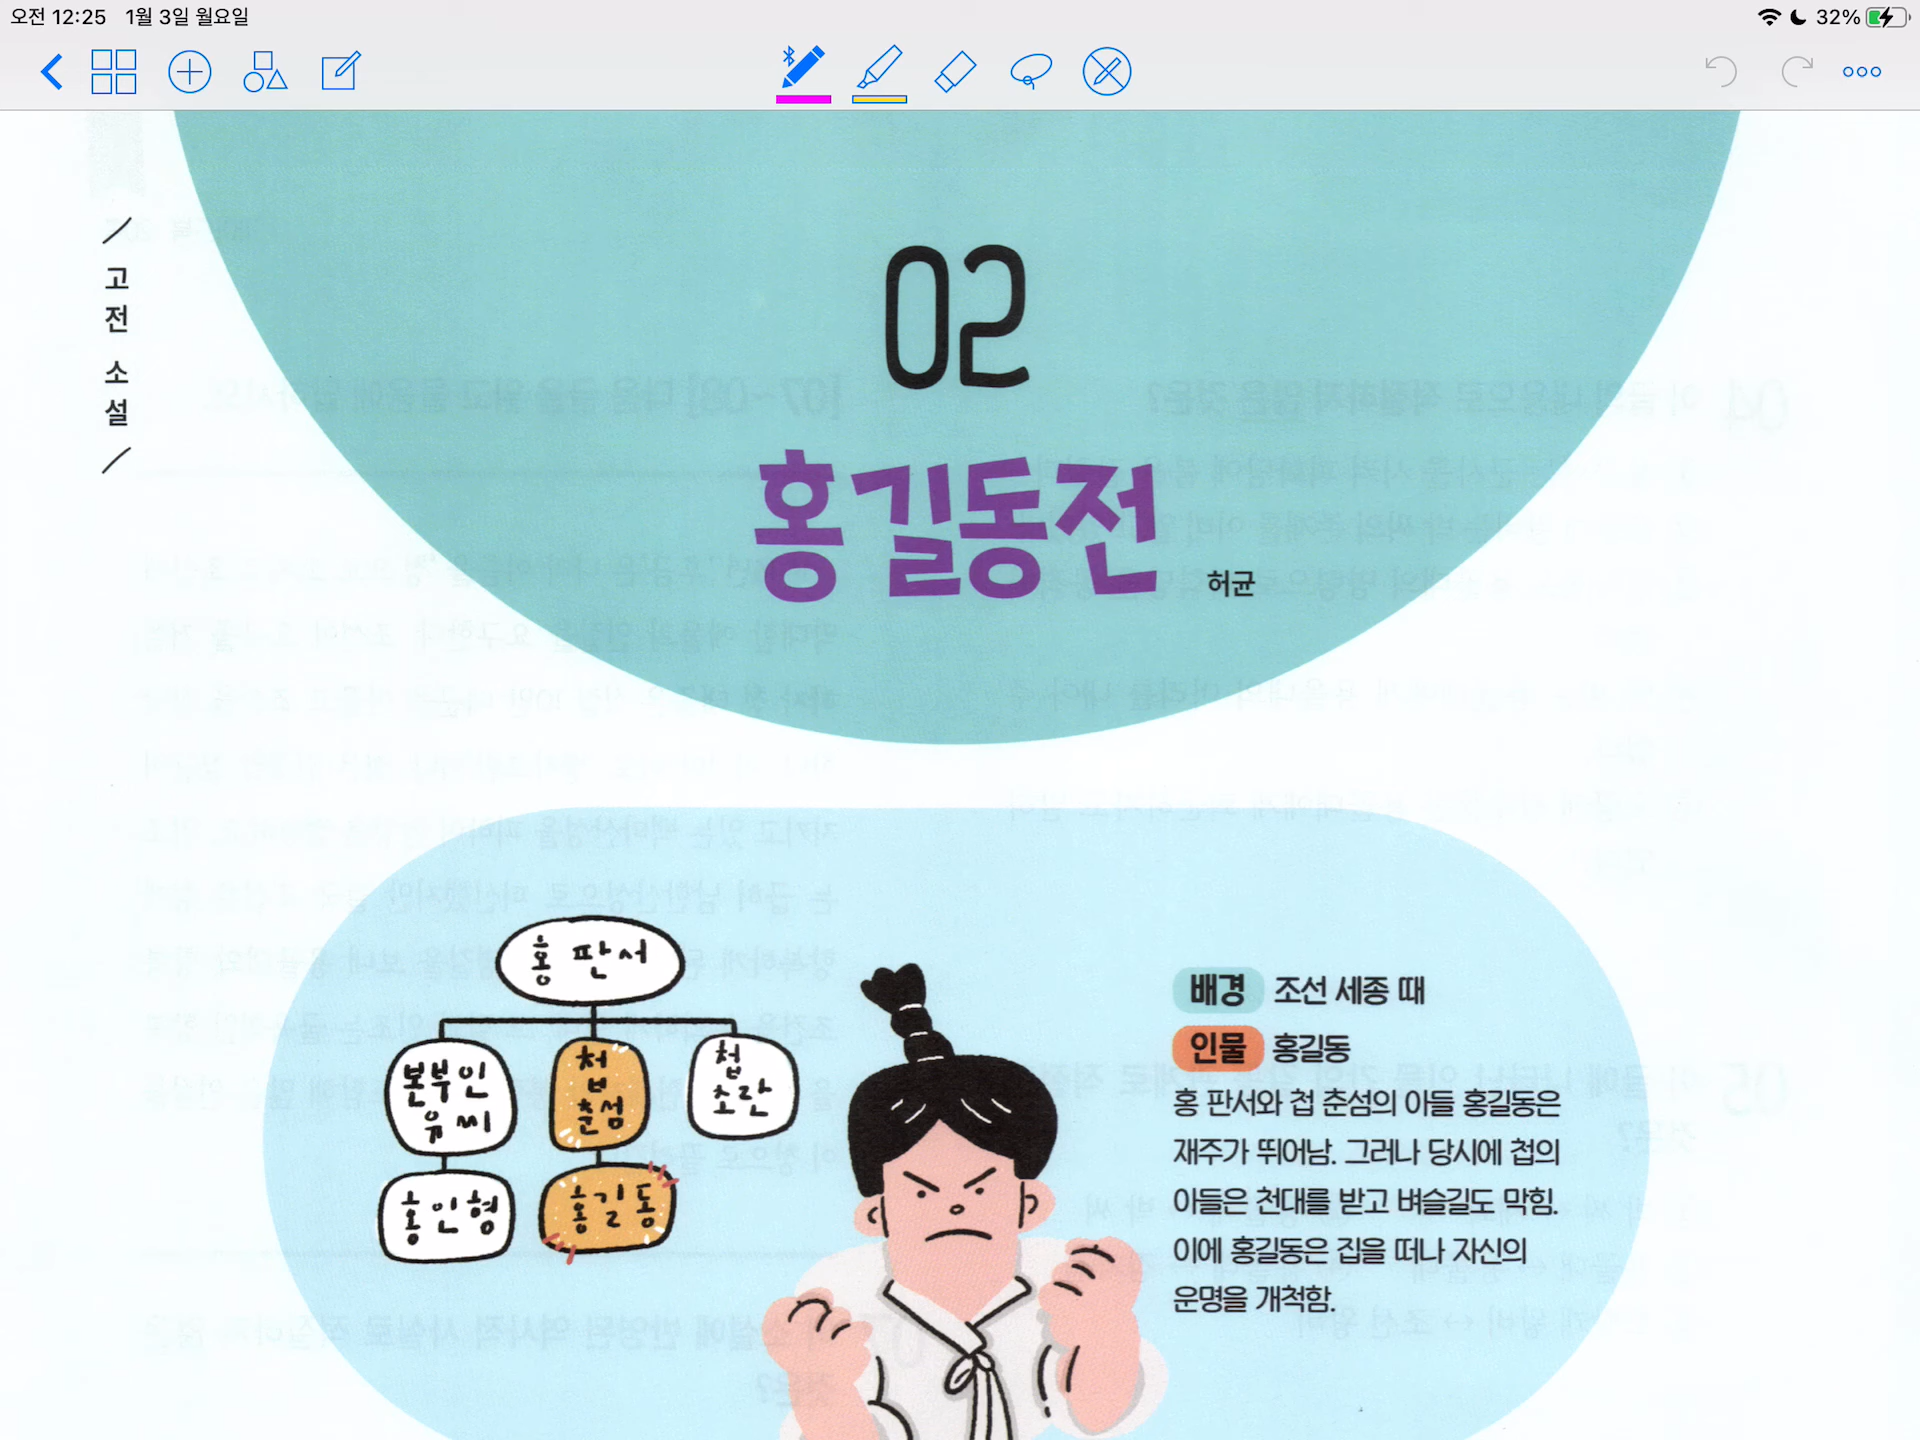 오전 12:25 1월 3일 월요일
32%
고전 소설
02
홍길동전
허균
홍 판서
본부인 유씨
첩 춘섬
첩 초란
홍인형
홍길동
배경 조선 세종 때
인물 홍길동
홍 판서와 첩 춘섬의 아들 홍길동은
재주가 뛰어남. 그러나 당시에 첩의
아들은 천대를 받고 벼슬길도 막힘.
이에 홍길동은 집을 떠나 자신의
운명을 개척함.